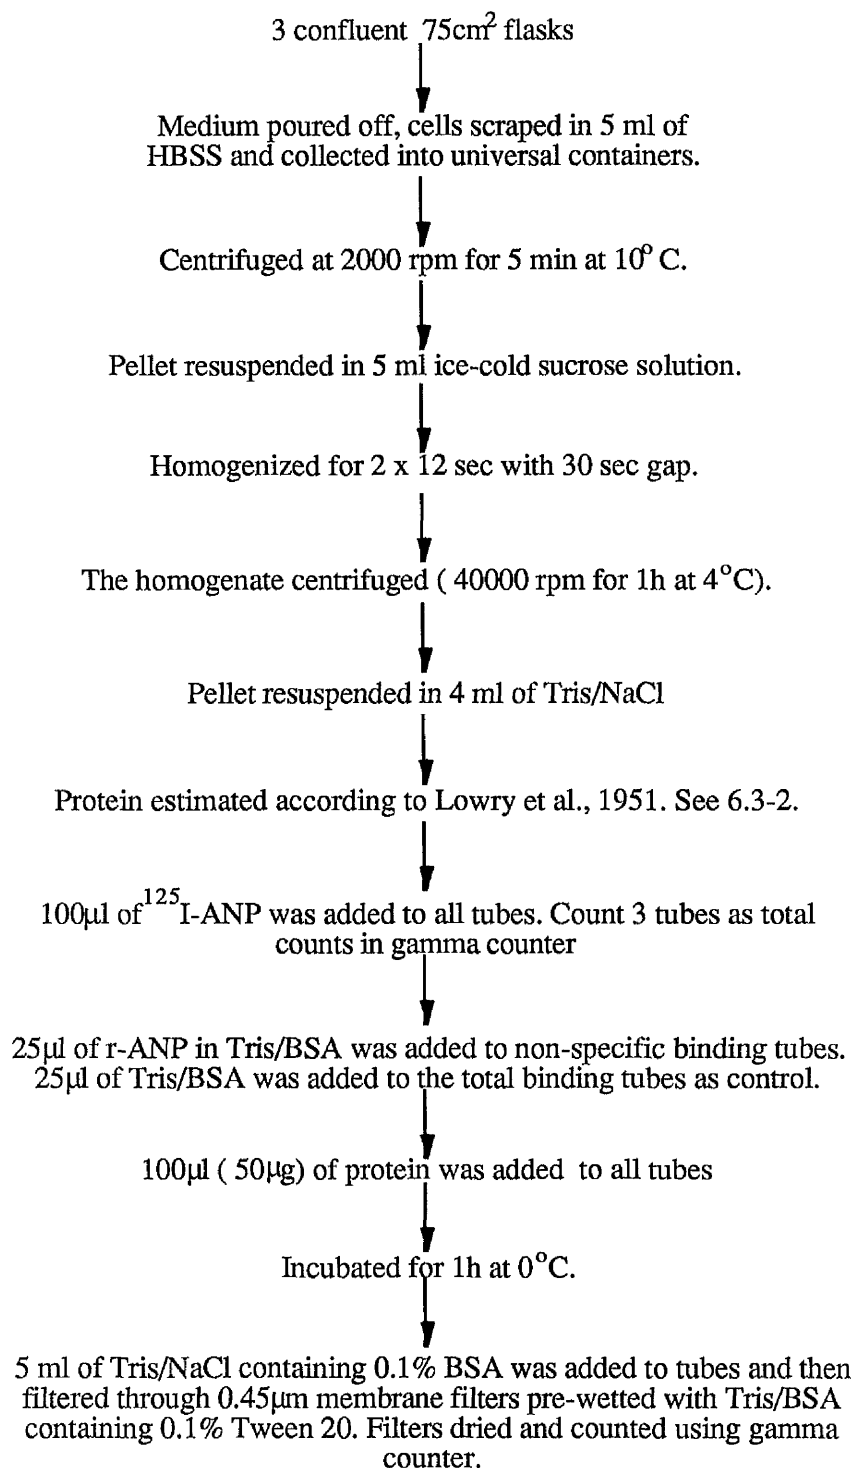 3 confluent 75cm² flasks
Medium poured off, cells scraped in 5 ml of
HBSS and collected into universal containers.
Centrifuged at 2000 rpm for 5 min at 10° C.
Pellet resuspended in 5 ml ice-cold sucrose solution.
Homogenized for 2 x 12 sec with 30 sec gap.
The homogenate centrifuged ( 40000 rpm for 1h at 4°C).
Pellet resuspended in 4 ml of Tris/NaCl
Protein estimated according to Lowry et al., 1951. See 6.3-2.
100µl of ¹²⁵I-ANP was added to all tubes. Count 3 tubes as total
counts in gamma counter
25µl of r-ANP in Tris/BSA was added to non-specific binding tubes.
25µl of Tris/BSA was added to the total binding tubes as control.
100µl ( 50µg) of protein was added to all tubes
Incubated for 1h at 0°C.
5 ml of Tris/NaCl containing 0.1% BSA was added to tubes and then
filtered through 0.45µm membrane filters pre-wetted with Tris/BSA
containing 0.1% Tween 20. Filters dried and counted using gamma
counter.